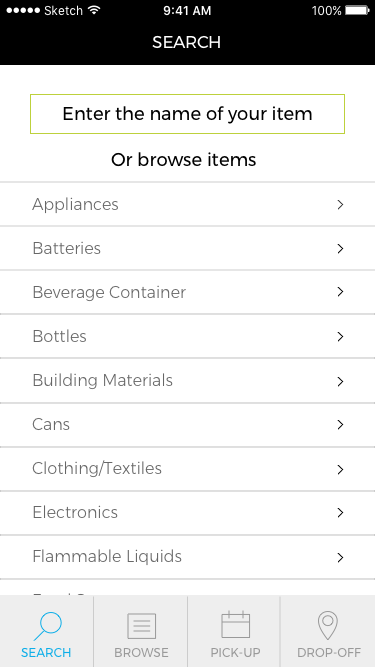 Sketch 9:41 AM 100%
SEARCH
Enter the name of your item
Or browse items
Appliances
Batteries
Beverage Container
Bottles
Building Materials
Cans
Clothing/Textiles
Electronics
Flammable Liquids
SEARCH BROWSE PICK-UP DROP-OFF